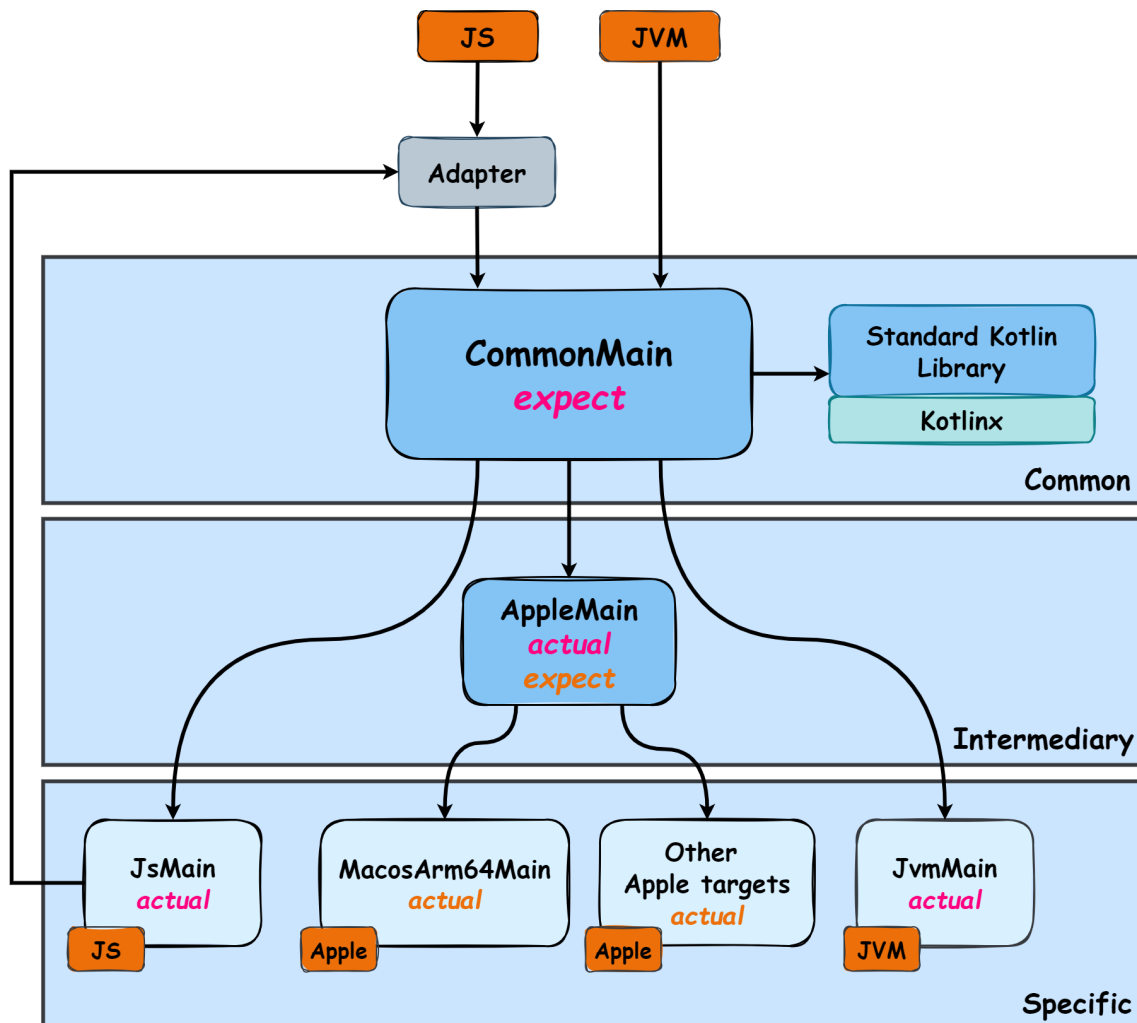 JS
JVM
Adapter
CommonMain
expect
Standard Kotlin
Library
Kotlinx
Common
AppleMain
actual
expect
Intermediary
JsMain
actual
JS
MacosArm64Main
actual
Apple
Other
Apple targets
actual
Apple
JvmMain
actual
JVM
Specific